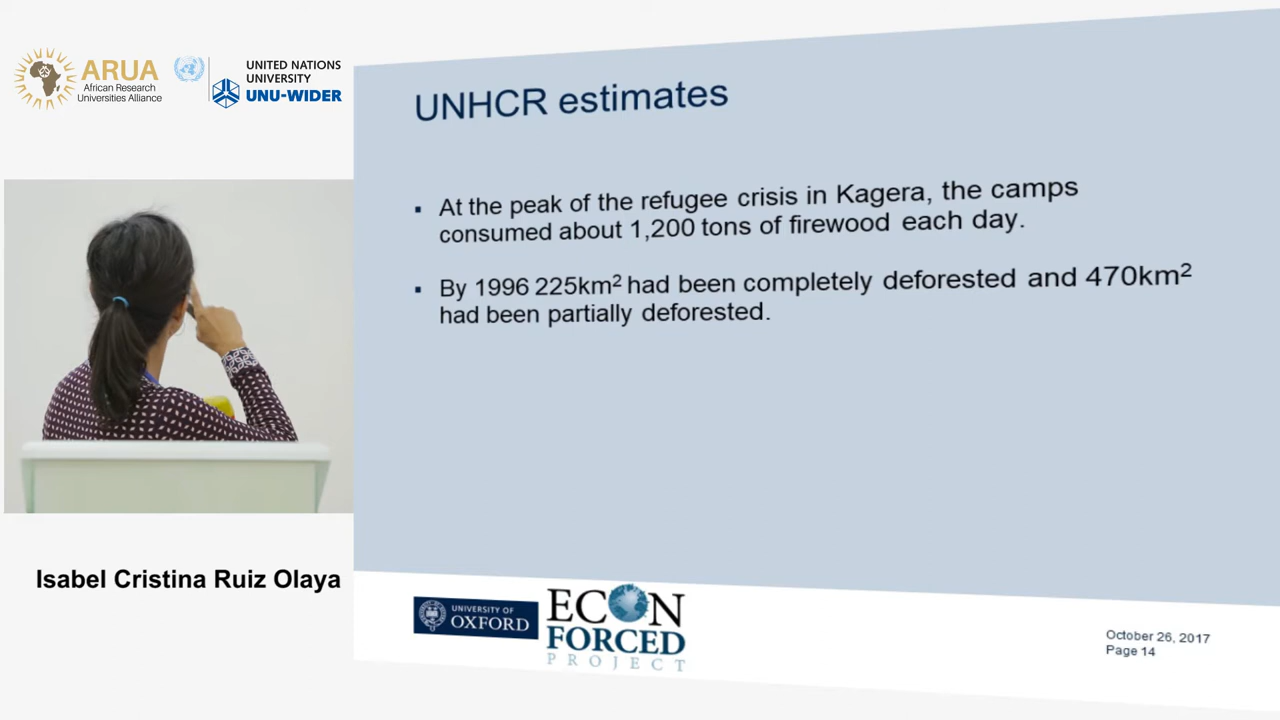 ARUA
African Research
Universities Alliance
UNITED NATIONS
UNIVERSITY
UNU-WIDER
UNHCR estimates
▪ At the peak of the refugee crisis in Kagera, the camps
consumed about 1,200 tons of firewood each day.
▪ By 1996 225km² had been completely deforested and 470km²
had been partially deforested.
Isabel Cristina Ruiz Olaya
UNIVERSITY OF
OXFORD
ECON
FORCED
PROJECT
October 26, 2017
Page 14